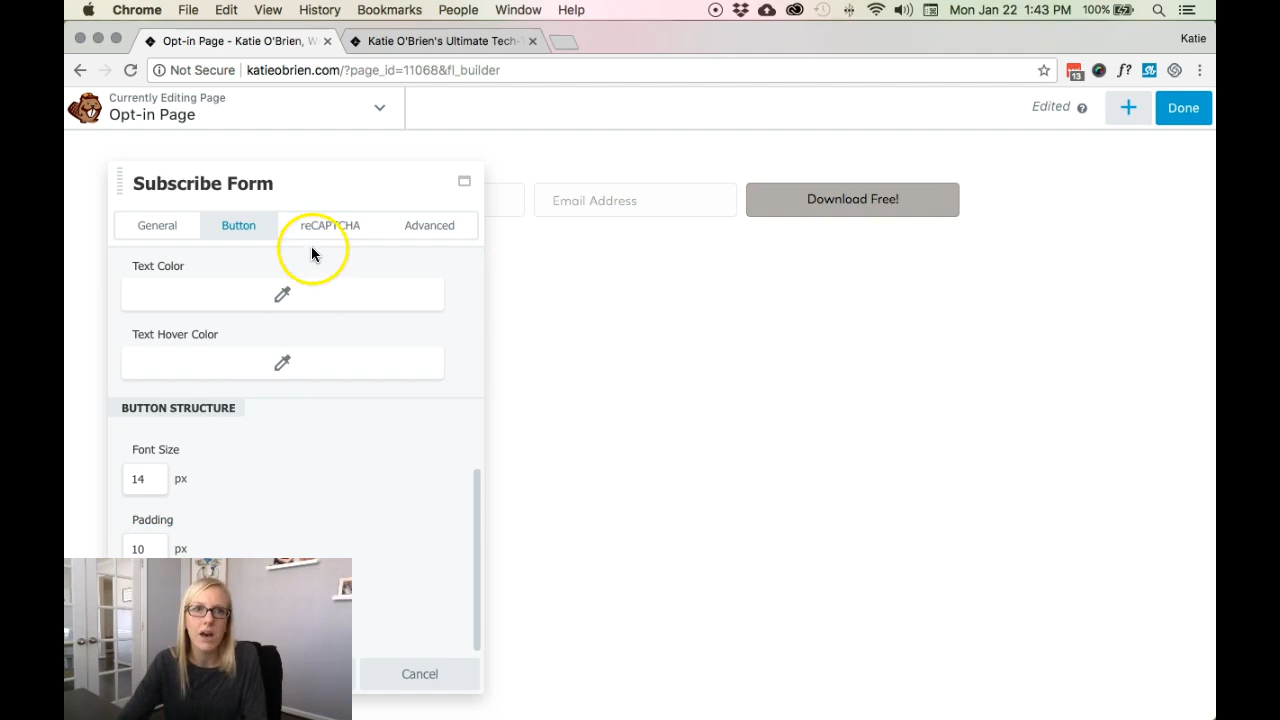 Chrome File Edit View History Bookmarks People Window Help Mon Jan 22 1:43 PM 100%
Opt-in Page - Katie O'Brien, W
Katie O'Brien's Ultimate Tech-
Katie
Not Secure katieobrien.com/?page_id=11068&fl_builder
13
f?
Currently Editing Page
Opt-in Page
Edited
Done
Subscribe Form
Email Address
Download Free!
General Button reCAPTCHA Advanced
Text Color
Text Hover Color
BUTTON STRUCTURE
Font Size
14 px
Padding
10 px
Cancel